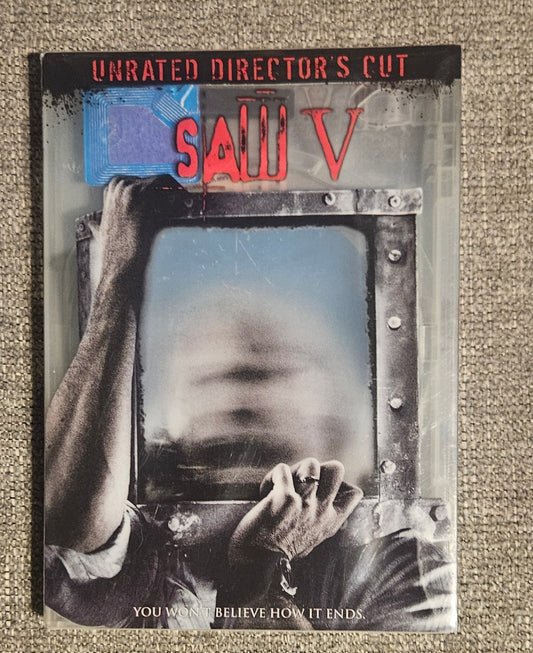 UNRATED DIRECTOR'S CUT
SAW V
YOU WON'T BELIEVE HOW IT ENDS.